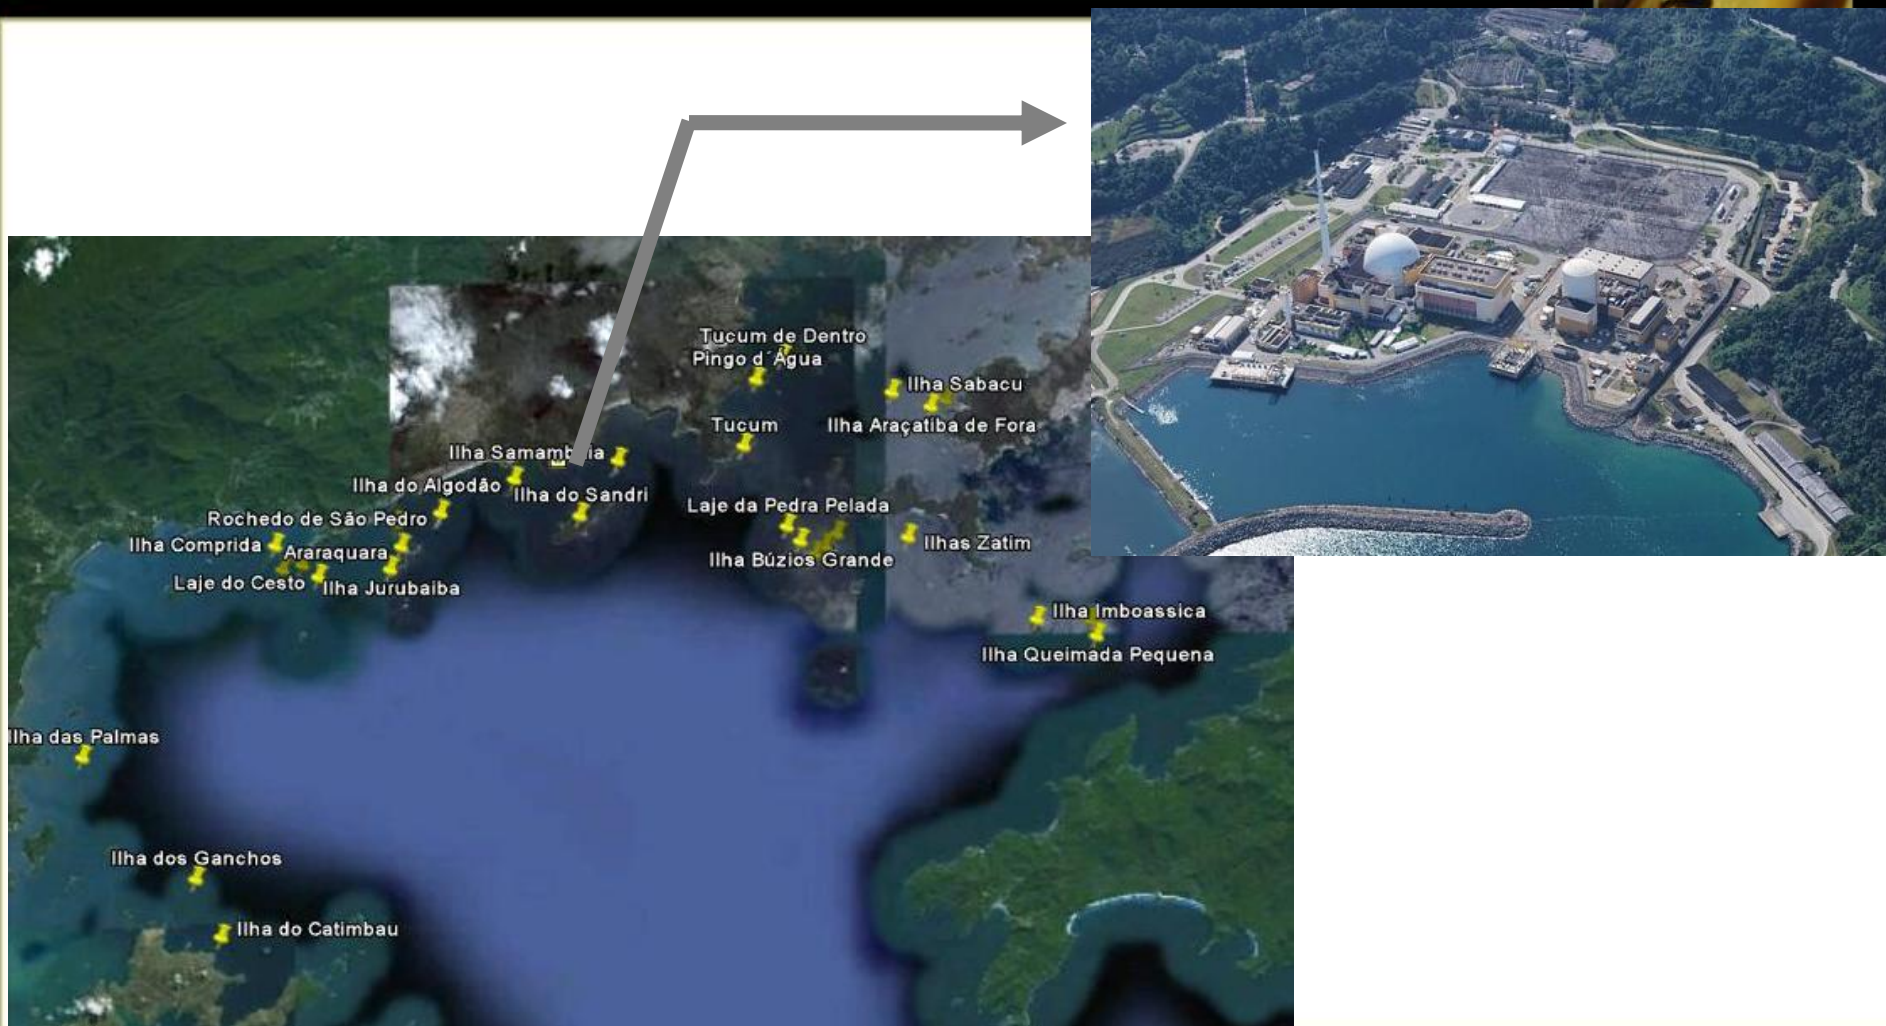 Tucum de Dentro
Pingo d´Água
Ilha Sabacu
Tucum
Ilha Araçatiba de Fora
Ilha Samambaia
Ilha do Algodão
Ilha do Sandri
Laje da Pedra Pelada
Rochedo de São Pedro
Ilha Comprida
Araraquara
Ilhas Zatim
Ilha Búzios Grande
Laje do Cesto
Ilha Jurubaiba
Ilha Imboassica
Ilha Queimada Pequena
Ilha das Palmas
Ilha dos Ganchos
Ilha do Catimbau